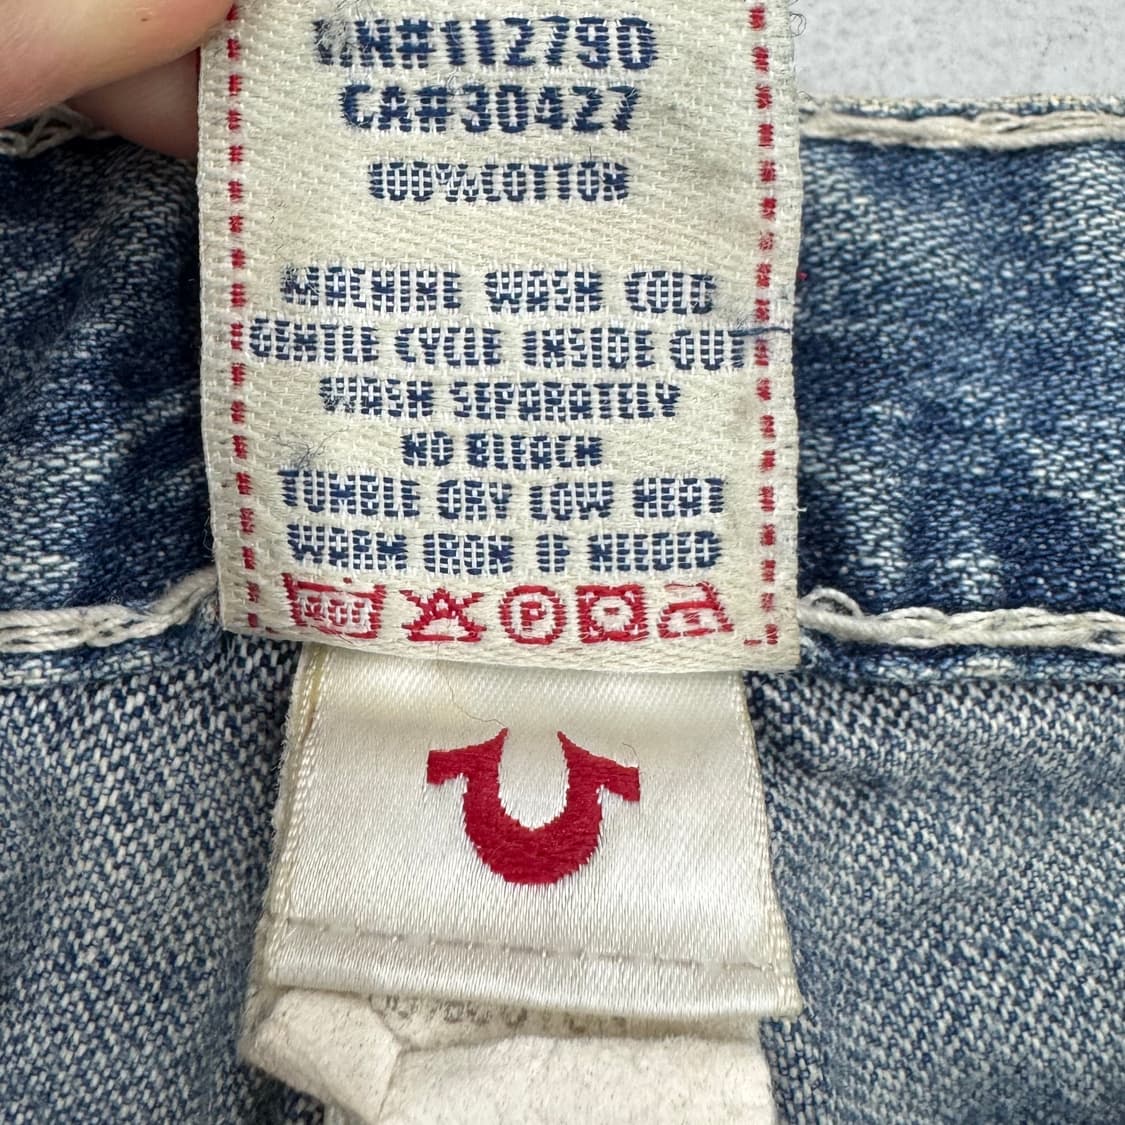 RN#112790
CA#30427
100% COTTON
MACHINE WASH COLD
GENTLE CYCLE INSIDE OUT
WASH SEPARATELY
NO BLEACH
TUMBLE DRY LOW HEAT
WARM IRON IF NEEDED
P